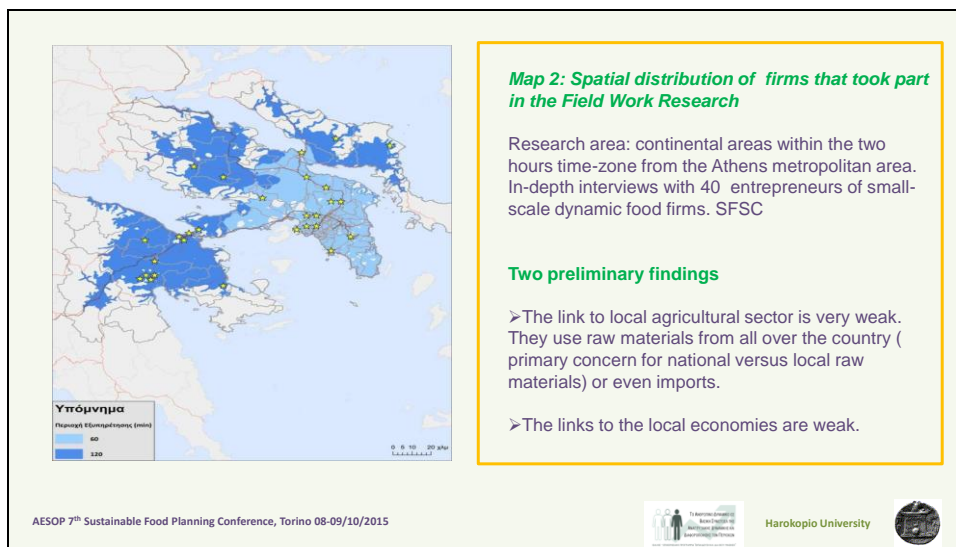 Map 2: Spatial distribution of firms that took part
in the Field Work Research
Research area: continental areas within the two
hours time-zone from the Athens metropolitan area.
In-depth interviews with 40 entrepreneurs of small-
scale dynamic food firms. SFSC
Two preliminary findings
➢The link to local agricultural sector is very weak.
They use raw materials from all over the country (
primary concern for national versus local raw
materials) or even imports.
➢The links to the local economies are weak.
Υπόμνημα
Περιοχή Εξυπηρέτησης (min)
60
120
0 5 10 20 χλμ
AESOP 7th Sustainable Food Planning Conference, Torino 08-09/10/2015
Harokopio University